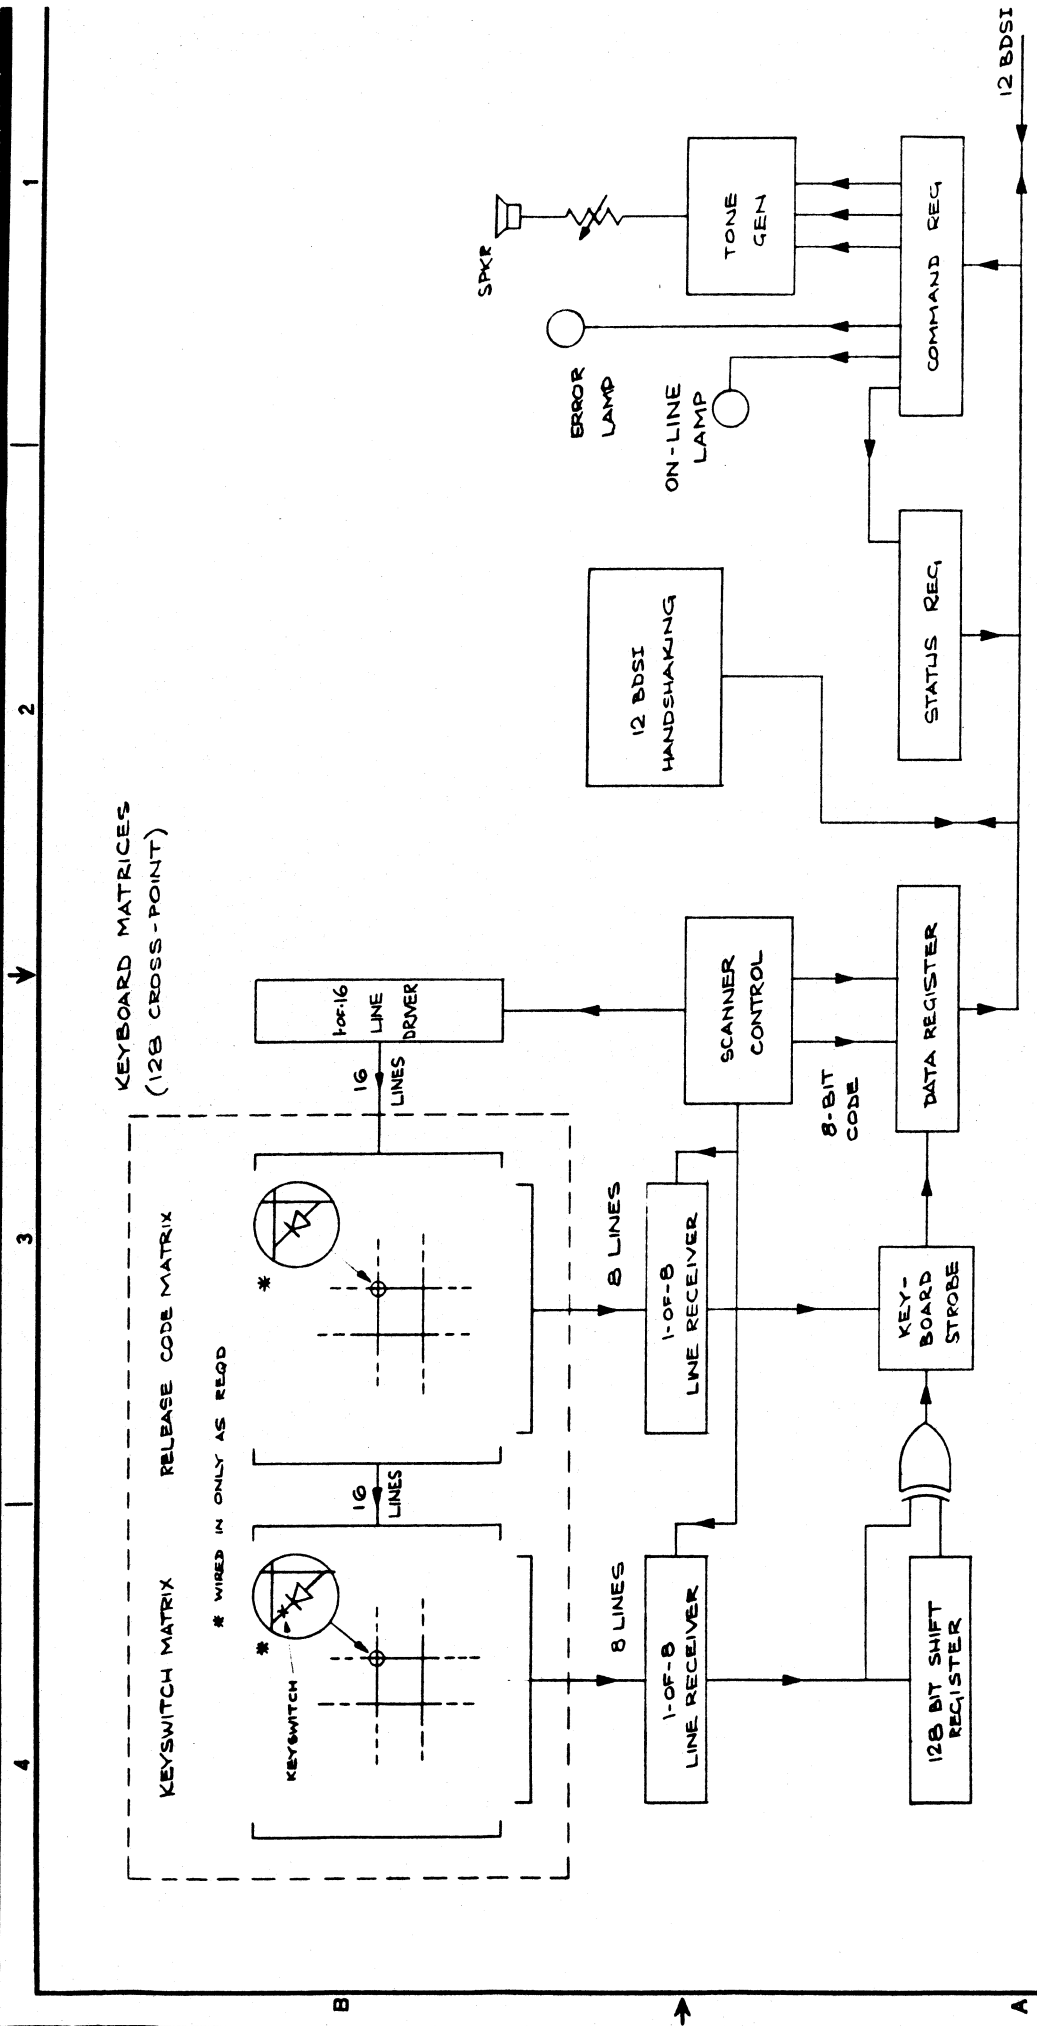 4
3
2
1
B
A
KEYBOARD MATRICES
(128 CROSS-POINT)
KEYSWITCH MATRIX
RELEASE CODE MATRIX
* WIRED IN ONLY AS REQD
*
KEYSWITCH
*
16
LINES
16
LINES
1-OF-16
LINE
DRIVER
8 LINES
8 LINES
1-OF-8
LINE RECEIVER
1-OF-8
LINE RECEIVER
SCANNER
CONTROL
8-BIT
CODE
128 BIT SHIFT
REGISTER
KEY-
BOARD
STROBE
DATA REGISTER
12 BDSI
HANDSHAKING
STATUS REG
ON-LINE
LAMP
ERROR
LAMP
SPKR
TONE
GEN
COMMAND REG
12 BDSI